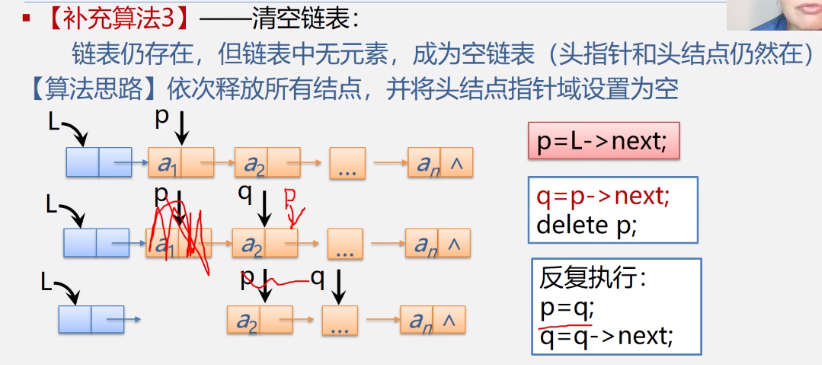 ▪【补充算法3】——清空链表：
链表仍存在，但链表中无元素，成为空链表（头指针和头结点仍然在）
【算法思路】依次释放所有结点，并将头结点指针域设置为空
L p
a1 a2 ... an ∧
p=L->next;
L p q p
a1 a2 ... an ∧
q=p->next;
delete p;
L p q
a2 ... an ∧
反复执行：
p=q;
q=q->next;